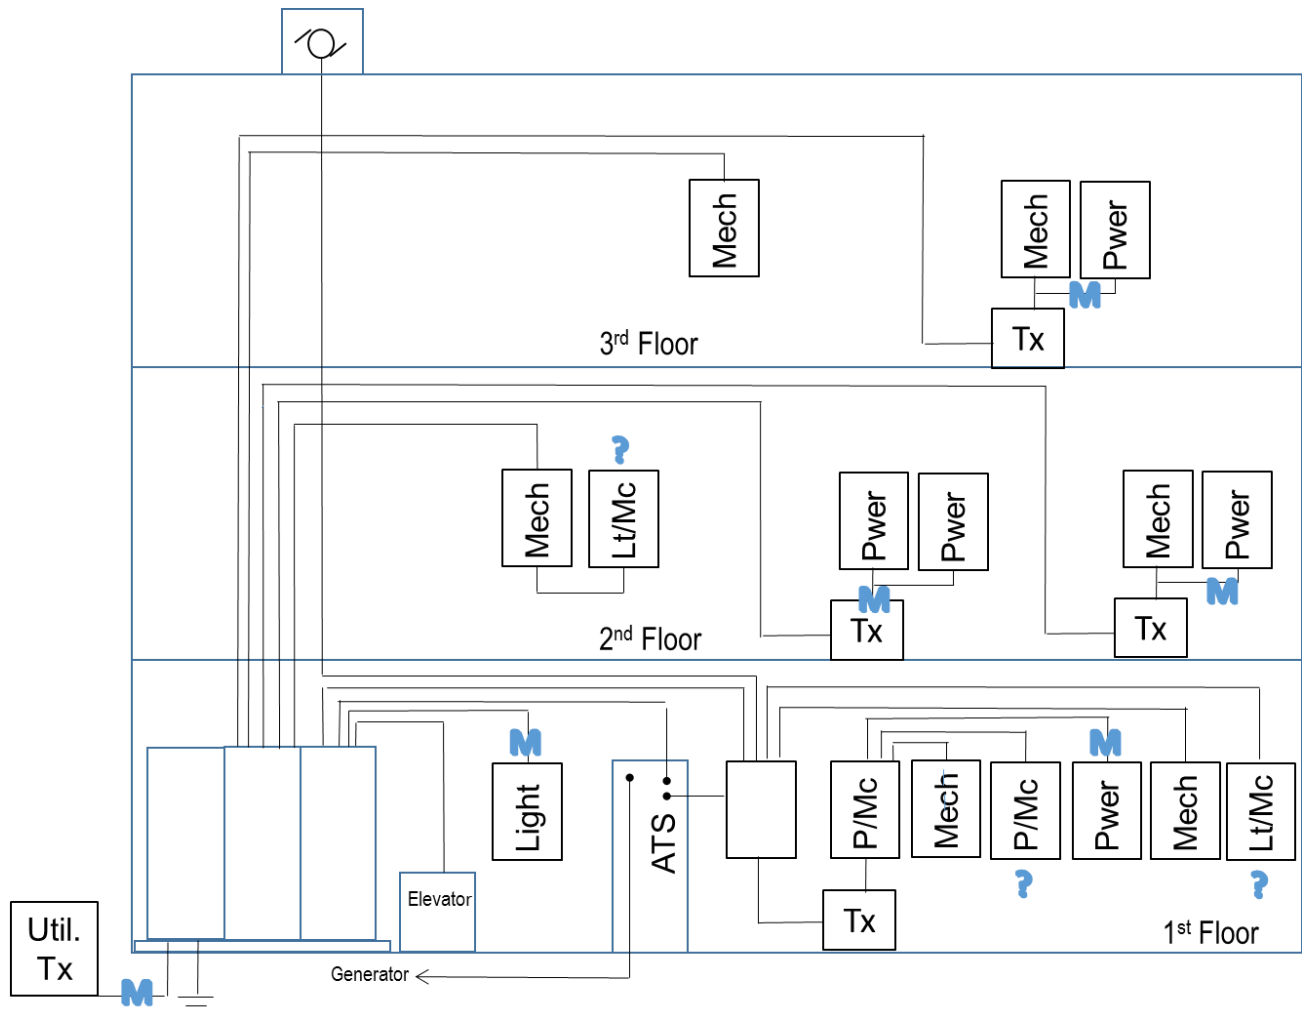 Mech
Mech
Pwer
M
Tx
3rd Floor
?
Mech
Lt/Mc
Pwer
Pwer
Mech
Pwer
M
M
Tx
Tx
2nd Floor
M
M
Light
ATS
P/Mc
Mech
P/Mc
Pwer
Mech
Lt/Mc
?
?
Elevator
Tx
Util.
Tx
1st Floor
Generator
M